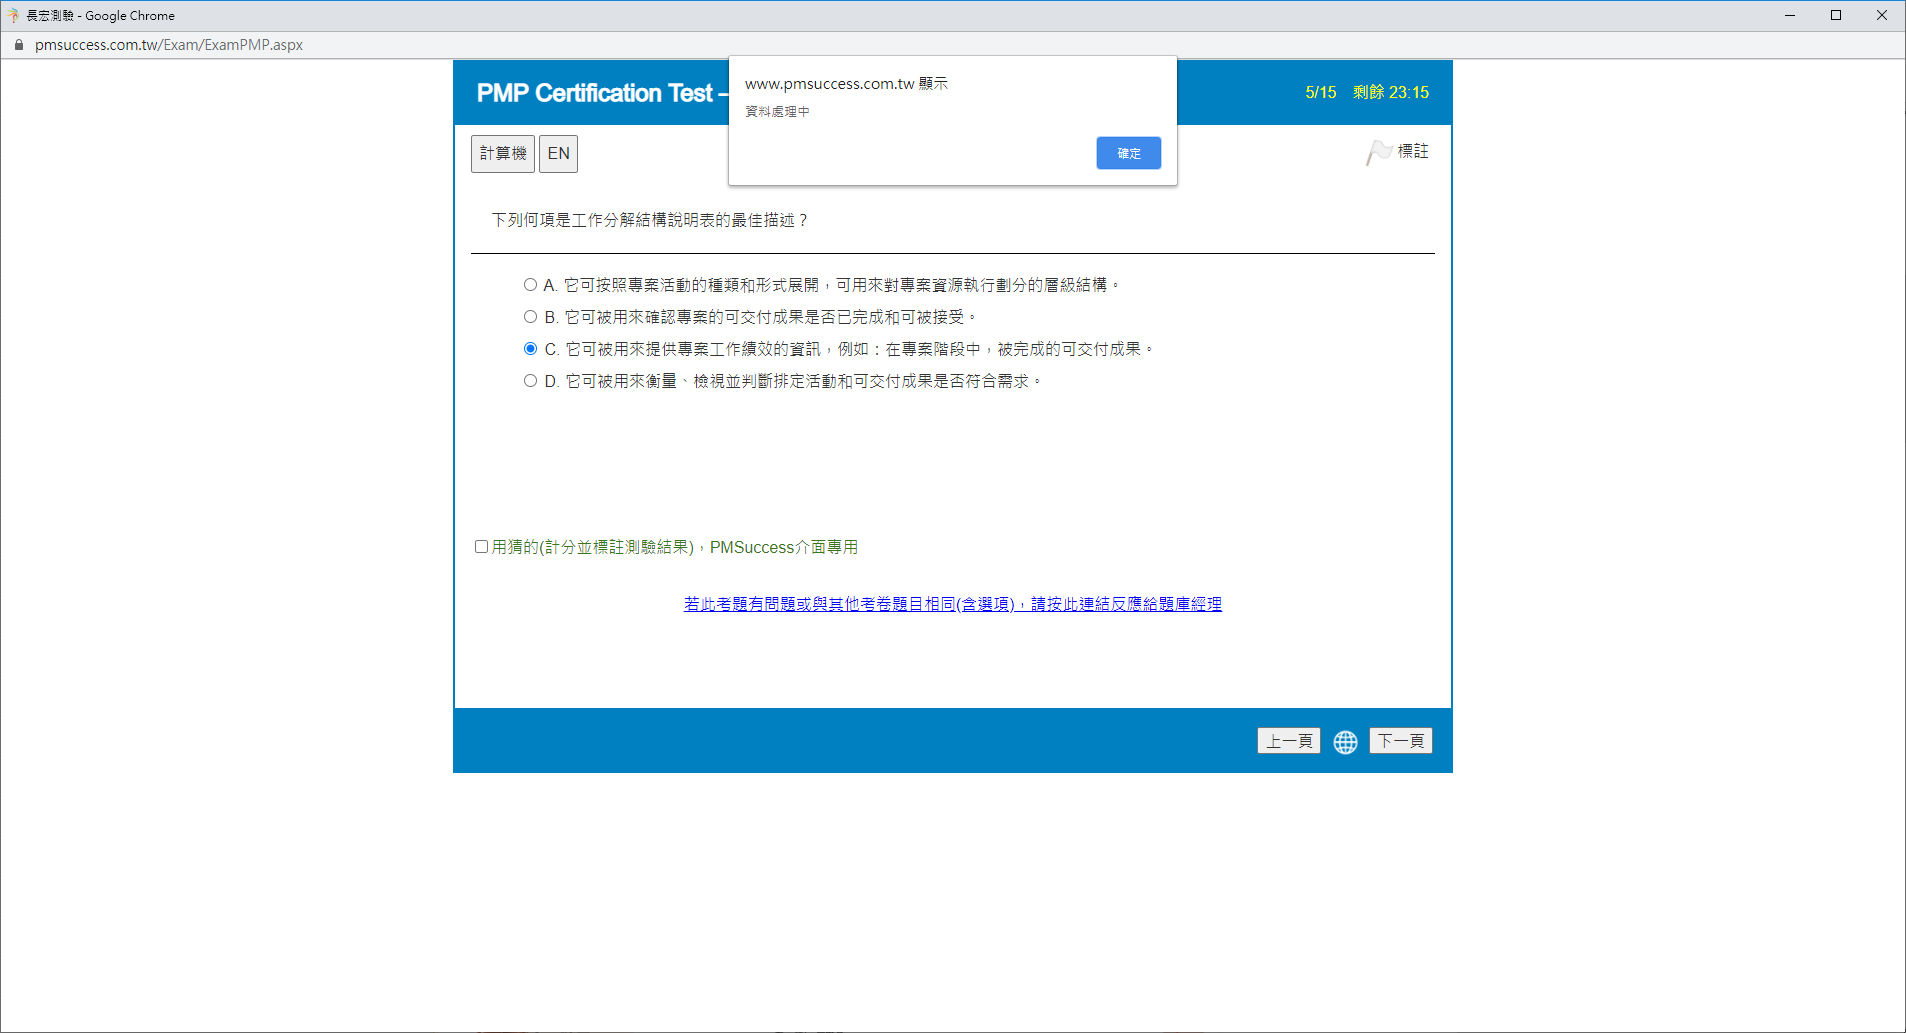 長宏測驗 - Google Chrome
pmsuccess.com.tw/Exam/ExamPMP.aspx
PMP Certification Test –
www.pmsuccess.com.tw 顯示
資料處理中
確定
5/15 剩餘 23:15
計算機 EN
標註
下列何項是工作分解結構說明表的最佳描述？
A. 它可按照專案活動的種類和形式展開，可用來對專案資源執行劃分的層級結構。
B. 它可被用來確認專案的可交付成果是否已完成和可被接受。
C. 它可被用來提供專案工作績效的資訊，例如：在專案階段中，被完成的可交付成果。
D. 它可被用來衡量、檢視並判斷排定活動和可交付成果是否符合需求。
用猜的(計分並標註測驗結果)，PMSuccess介面專用
若此考題有問題或與其他考卷題目相同(含選項)，請按此連結反應給題庫經理
上一頁 下一頁